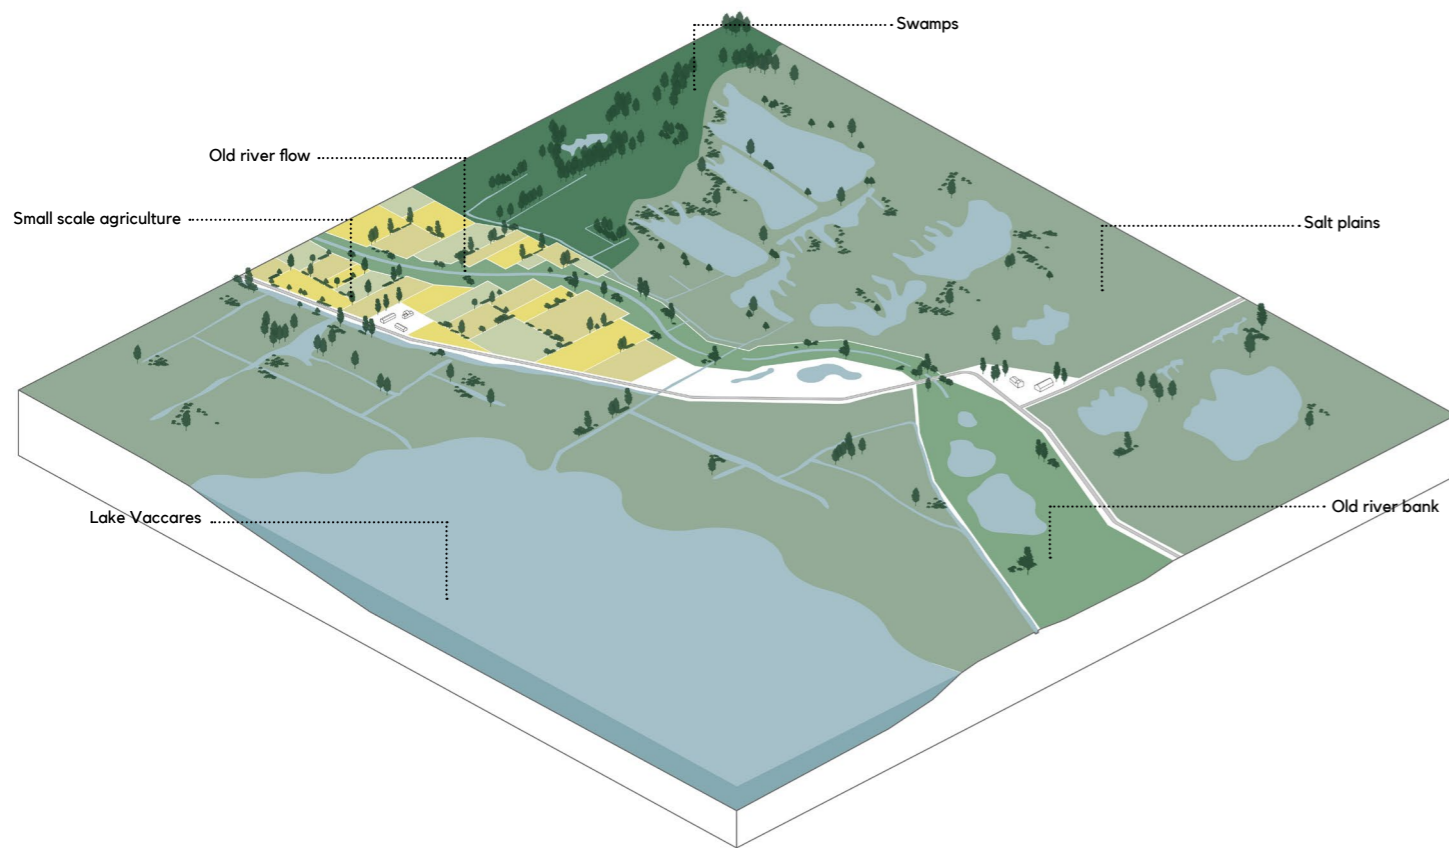 Swamps
Old river flow
Small scale agriculture
Salt plains
Lake Vaccares
Old river bank